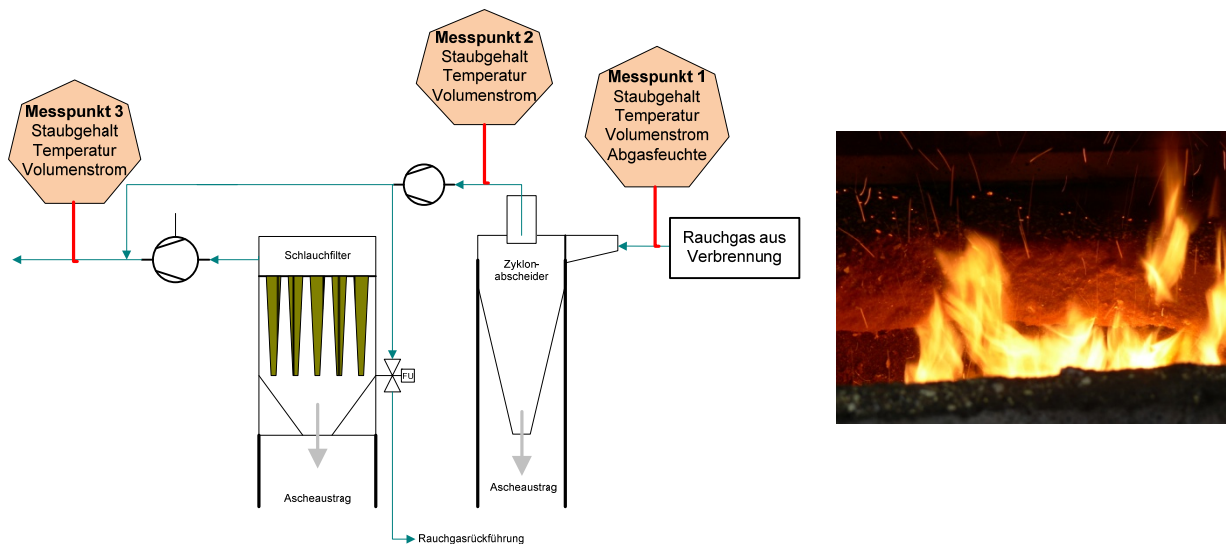 Messpunkt 3
Staubgehalt
Temperatur
Volumenstrom
Messpunkt 2
Staubgehalt
Temperatur
Volumenstrom
Messpunkt 1
Staubgehalt
Temperatur
Volumenstrom
Abgasfeuchte
Rauchgas aus
Verbrennung
Schlauchfilter
Zyklon-
abscheider
FU
Ascheaustrag
Ascheaustrag
Rauchgasrückführung